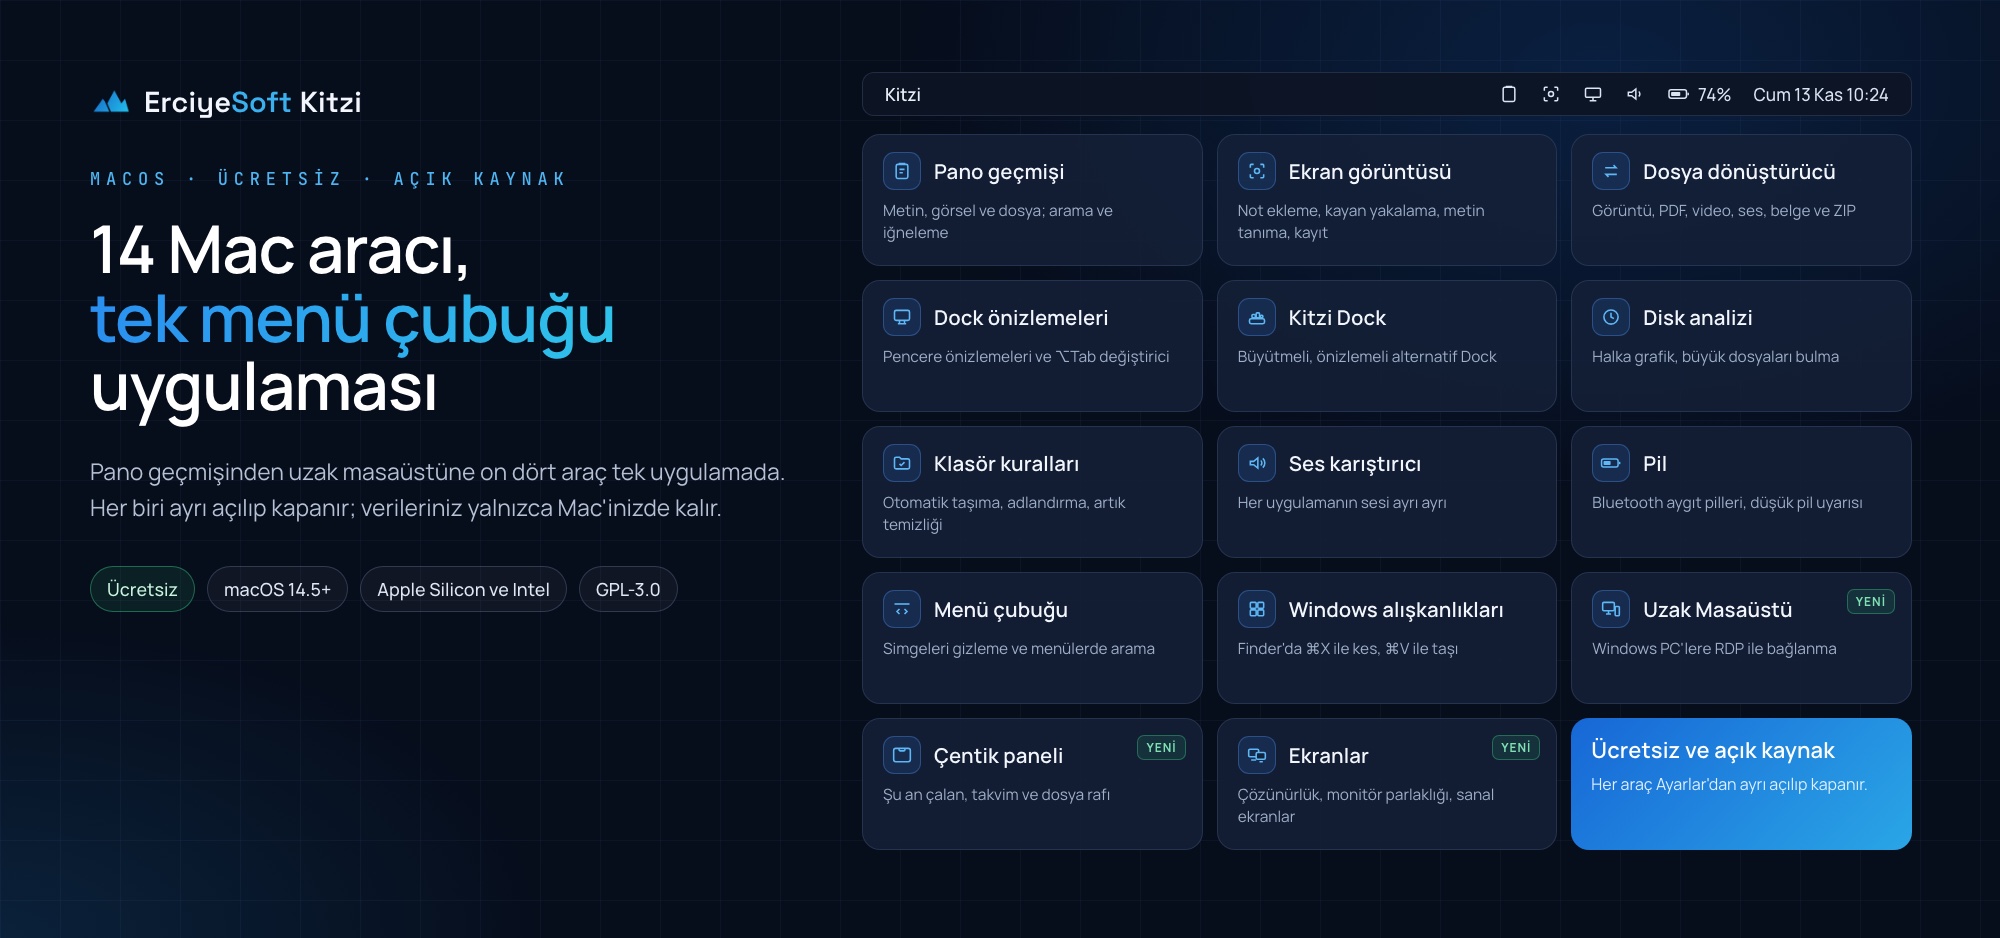 ErciyeSoft Kitzi
MACOS · ÜCRETSİZ · AÇIK KAYNAK
14 Mac aracı,
tek menü çubuğu
uygulaması
Pano geçmişinden uzak masaüstüne on dört araç tek uygulamada.
Her biri ayrı açılıp kapanır; verileriniz yalnızca Mac'inizde kalır.
Ücretsiz
macOS 14.5+
Apple Silicon ve Intel
GPL-3.0
Kitzi
74%
Cum 13 Kas 10:24
Pano geçmişi
Metin, görsel ve dosya; arama ve
iğneleme
Ekran görüntüsü
Not ekleme, kayan yakalama, metin
tanıma, kayıt
Dosya dönüştürücü
Görüntü, PDF, video, ses, belge ve ZIP
Dock önizlemeleri
Pencere önizlemeleri ve ⌥Tab değiştirici
Kitzi Dock
Büyütmeli, önizlemeli alternatif Dock
Disk analizi
Halka grafik, büyük dosyaları bulma
Klasör kuralları
Otomatik taşıma, adlandırma, artık
temizliği
Ses karıştırıcı
Her uygulamanın sesi ayrı ayrı
Pil
Bluetooth aygıt pilleri, düşük pil uyarısı
Menü çubuğu
Simgeleri gizleme ve menülerde arama
Windows alışkanlıkları
Finder'da ⌘X ile kes, ⌘V ile taşı
Uzak Masaüstü
YENİ
Windows PC'lere RDP ile bağlanma
Çentik paneli
YENİ
Şu an çalan, takvim ve dosya rafı
Ekranlar
YENİ
Çözünürlük, monitör parlaklığı, sanal
ekranlar
Ücretsiz ve açık kaynak
Her araç Ayarlar'dan ayrı açılıp kapanır.